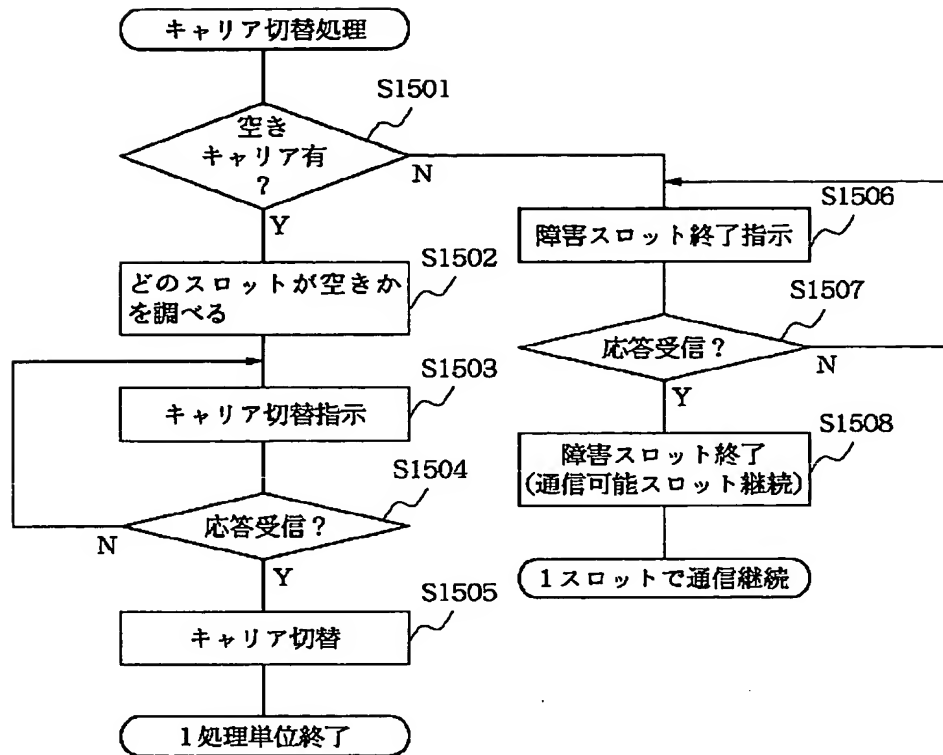 キャリア切替処理
S1501
空き
キャリア有
?
N
Y
S1502
どのスロットが空きか
を調べる
S1503
キャリア切替指示
S1504
応答受信?
N
Y
S1505
キャリア切替
1処理単位終了
S1506
障害スロット終了指示
S1507
応答受信?
N
Y
S1508
障害スロット終了
(通信可能スロット継続)
1スロットで通信継続